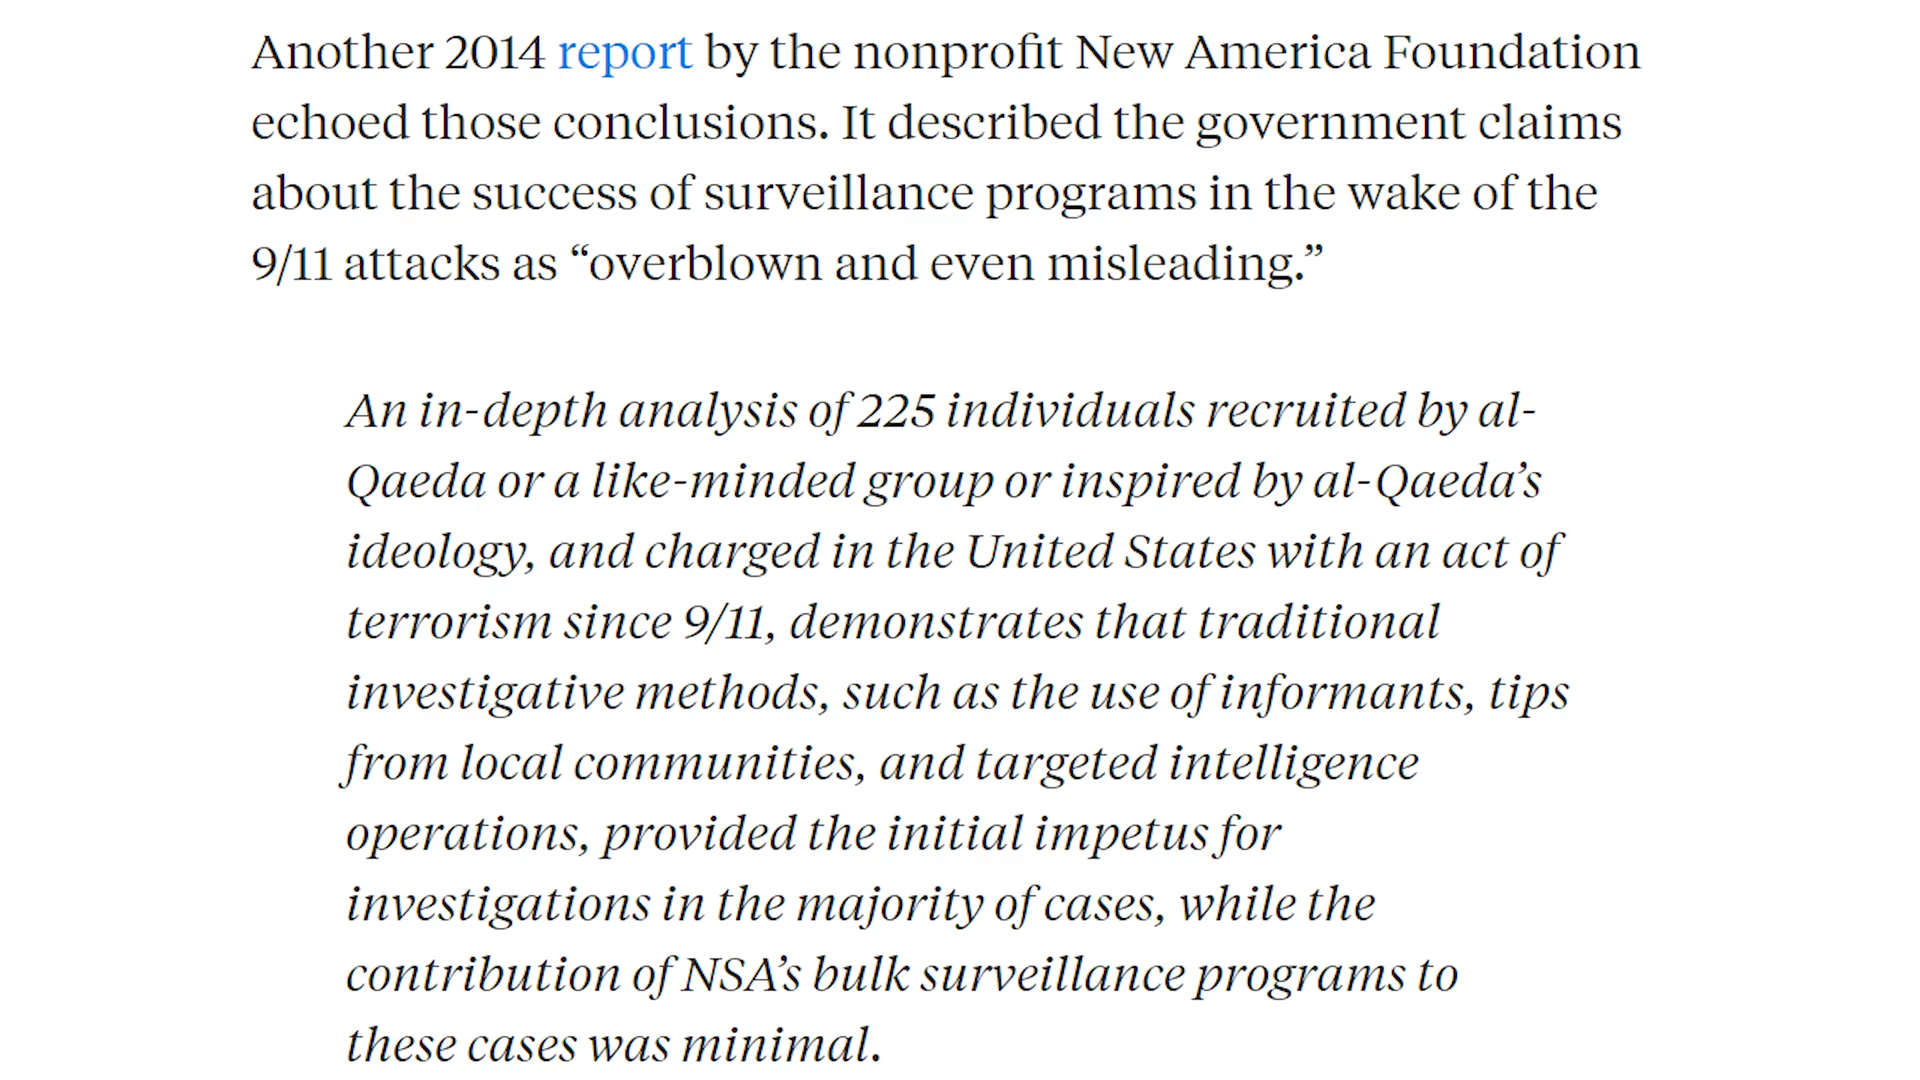 Another 2014 report by the nonprofit New America Foundation
echoed those conclusions. It described the government claims
about the success of surveillance programs in the wake of the
9/11 attacks as “overblown and even misleading.”
An in-depth analysis of 225 individuals recruited by al-
Qaeda or a like-minded group or inspired by al-Qaeda’s
ideology, and charged in the United States with an act of
terrorism since 9/11, demonstrates that traditional
investigative methods, such as the use of informants, tips
from local communities, and targeted intelligence
operations, provided the initial impetus for
investigations in the majority of cases, while the
contribution of NSA’s bulk surveillance programs to
these cases was minimal.